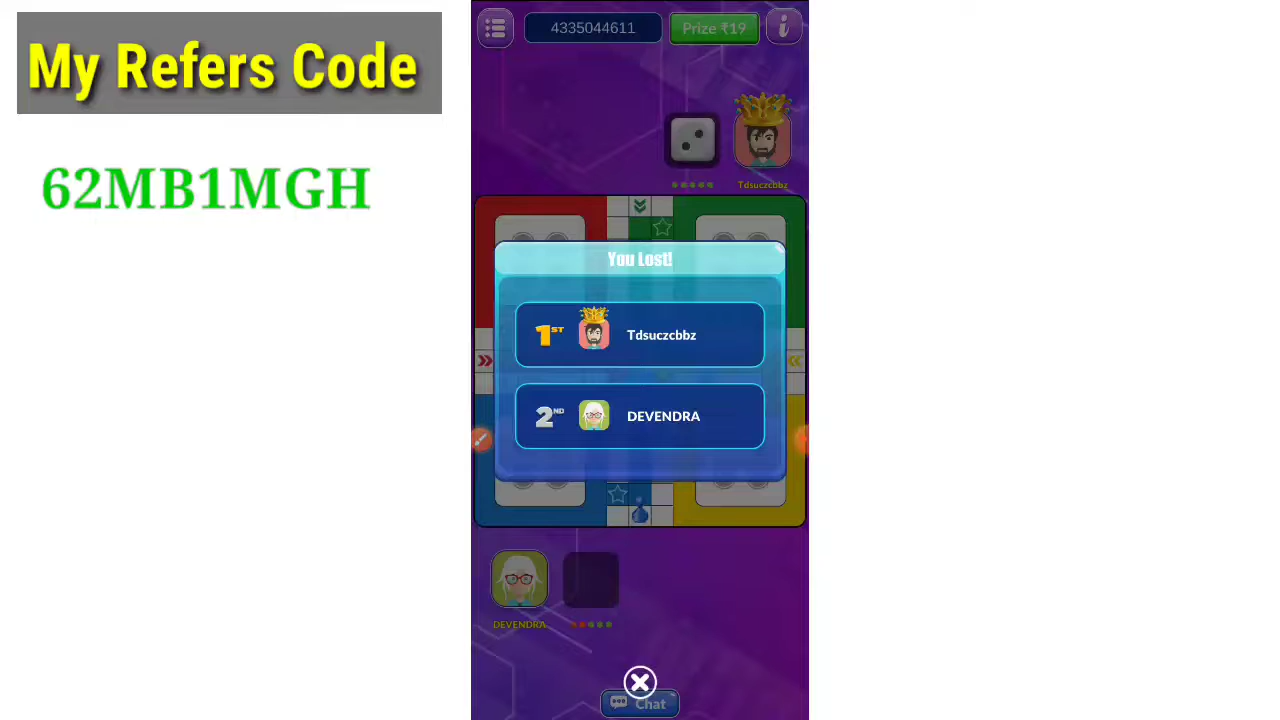 My Refers Code
62MB1MGH
4335044611
Prize ₹19
i
Tdsuczcbbz
You Lost!
1ST
Tdsuczcbbz
2ND
DEVENDRA
DEVENDRA
Chat